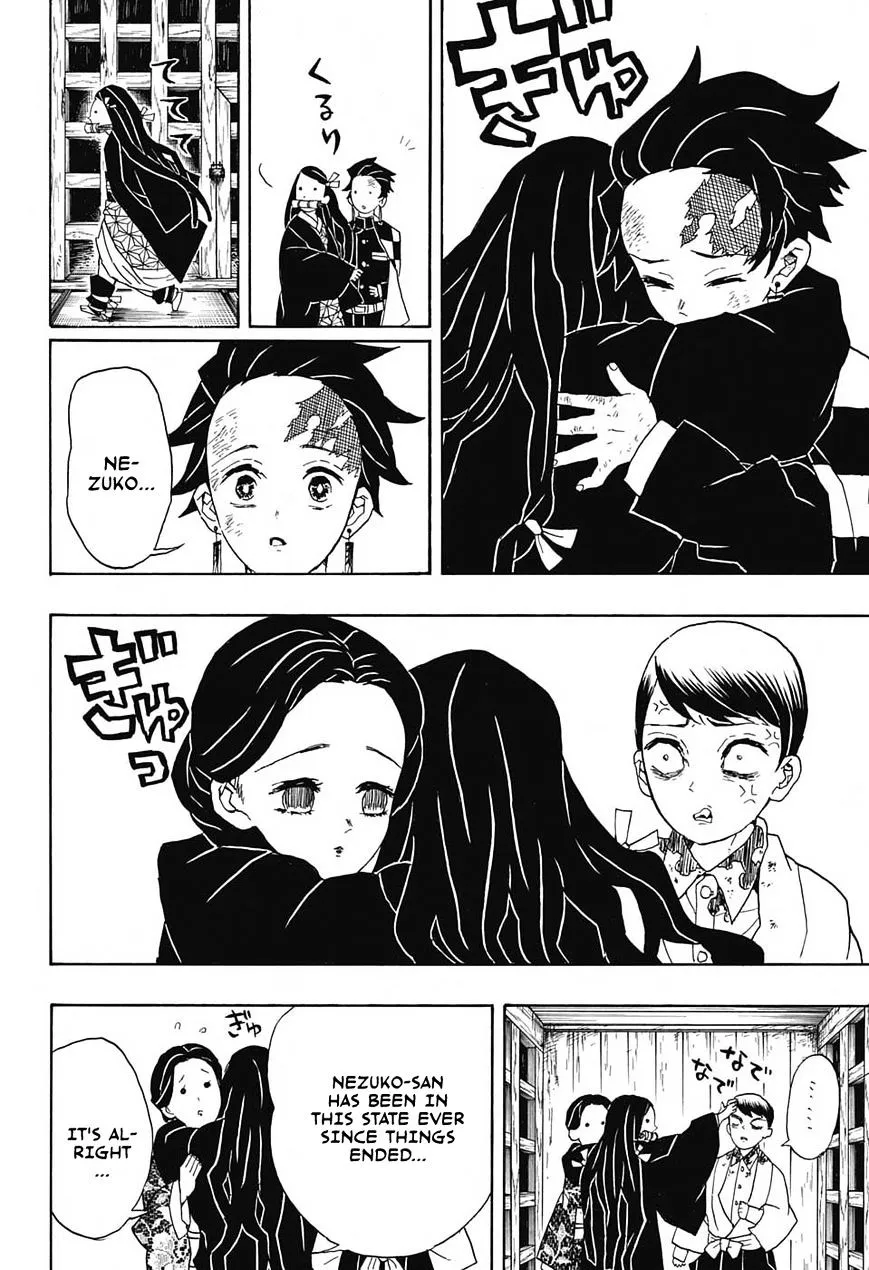 ぎゅ
くるり
て
て
て
NE-
ZUKO...
ぎゅっ
........
なで
なで
NEZUKO-SAN
HAS BEEN IN
THIS STATE EVER
SINCE THINGS
ENDED...
ぎゅ
IT'S AL-
RIGHT
...